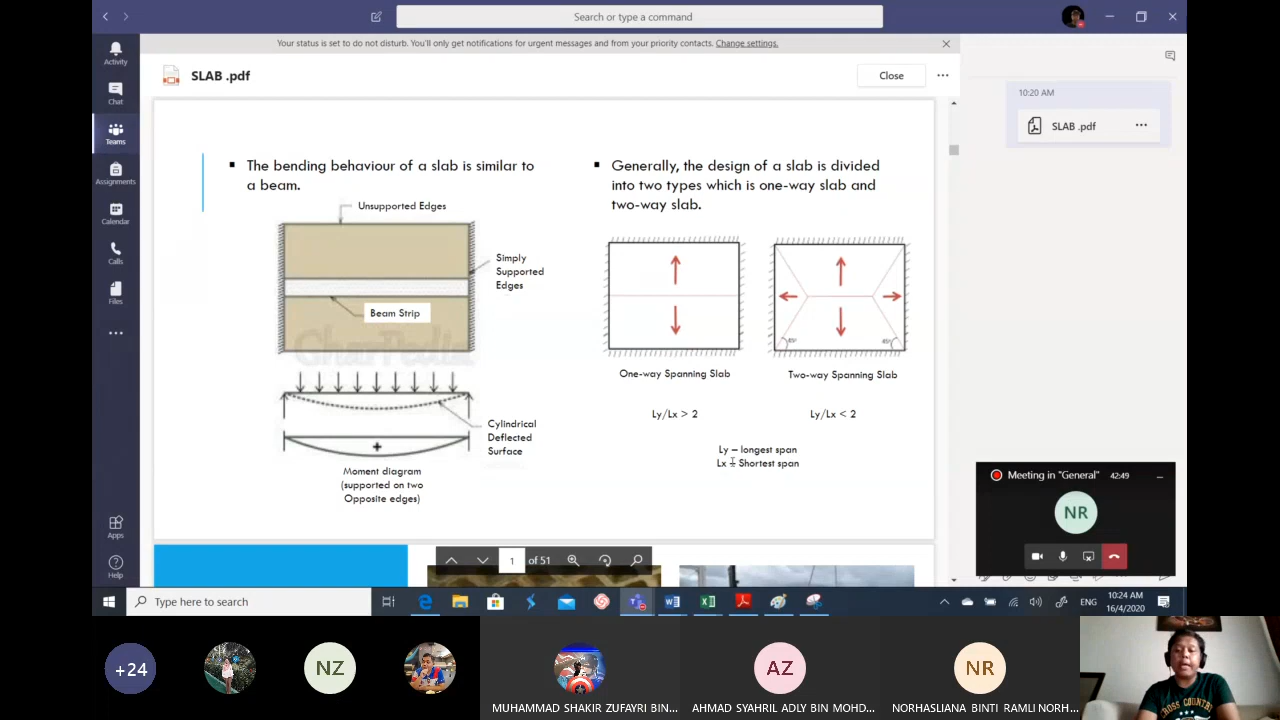 Search or type a command
Your status is set to do not disturb. You'll only get notifications for urgent messages and from your priority contacts. Change settings.
Activity
Chat
Teams
Assignments
Calendar
Calls
Files
Apps
Help
SLAB .pdf
Close
10:20 AM
SLAB .pdf
▪ The bending behaviour of a slab is similar to
a beam.
Unsupported Edges
Simply
Supported
Edges
Beam Strip
GharPedia
Cylindrical
Deflected
Surface
+
Moment diagram
(supported on two
Opposite edges)
▪ Generally, the design of a slab is divided
into two types which is one-way slab and
two-way slab.
45°
45°
One-way Spanning Slab
Two-way Spanning Slab
Ly/Lx > 2
Ly/Lx < 2
Ly – longest span
Lx – Shortest span
Meeting in "General" 42:49
NR
1 of 51
Type here to search
ENG
10:24 AM
16/4/2020
+24
NZ
AZ
NR
MUHAMMAD SHAKIR ZUFAYRI BIN...
AHMAD SYAHRIL ADLY BIN MOHD...
NORHASLIANA BINTI RAMLI NORH...
CROSS COUNTRY